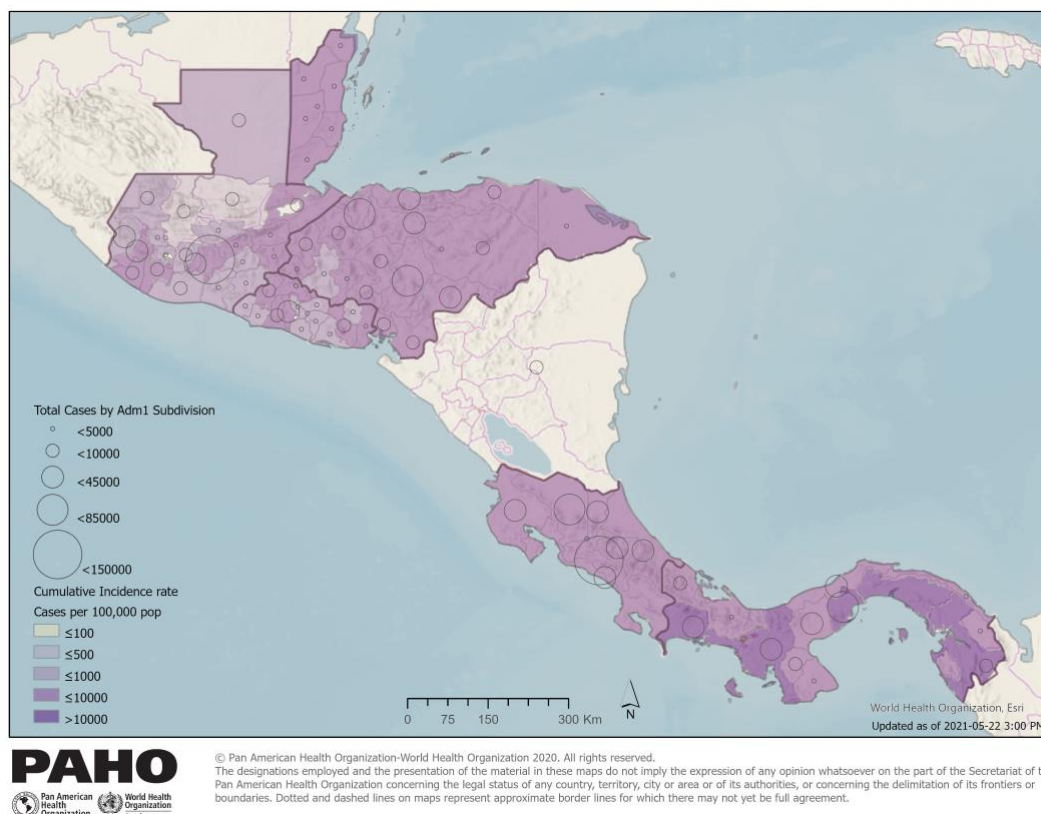 Total Cases by Adm1 Subdivision
<5000
<10000
<45000
<85000
<150000
Cumulative Incidence rate
Cases per 100,000 pop
≤100
≤500
≤1000
≤10000
>10000
0 75 150 300 Km
N
World Health Organization, Esri
Updated as of 2021-05-22 3:00 PM
PAHO
Pan American
Health
Organization
World Health
Organization
© Pan American Health Organization-World Health Organization 2020. All rights reserved.
The designations employed and the presentation of the material in these maps do not imply the expression of any opinion whatsoever on the part of the Secretariat of t
Pan American Health Organization concerning the legal status of any country, territory, city or area or of its authorities, or concerning the delimitation of its frontiers or
boundaries. Dotted and dashed lines on maps represent approximate border lines for which there may not yet be full agreement.